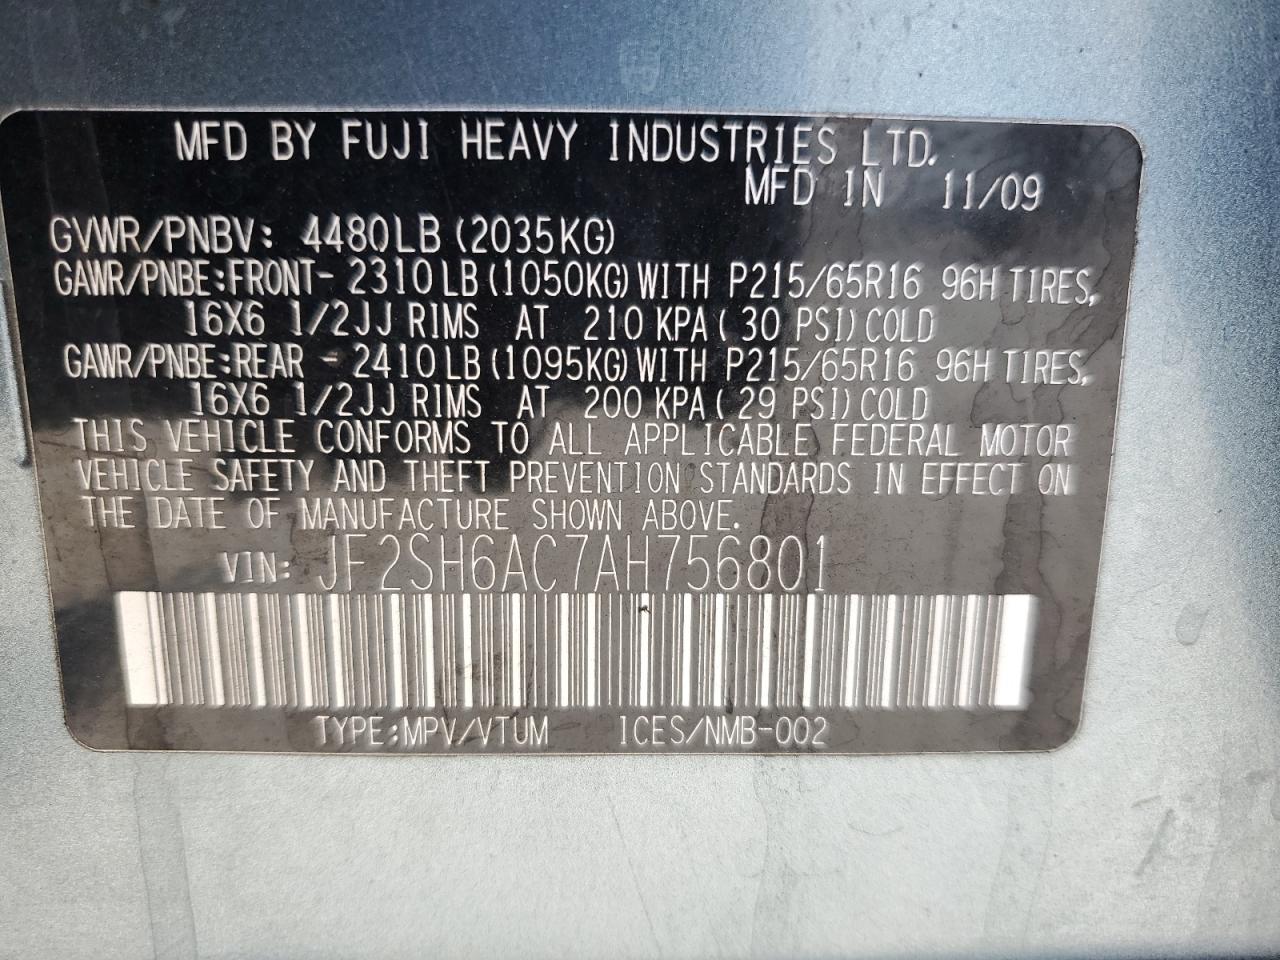 MFD BY FUJI HEAVY INDUSTRIES LTD.
MFD IN 11/09
GVWR/PNBV: 4480LB (2035KG)
GAWR/PNBE:FRONT- 2310LB(1050KG)WITH P215/65R16 96H TIRES,
16X6 1/2JJ RIMS AT 210 KPA( 30 PSI)COLD
GAWR/PNBE:REAR - 2410LB(1095KG)WITH P215/65R16 96H TIRES,
16X6 1/2JJ RIMS AT 200 KPA( 29 PSI)COLD
THIS VEHICLE CONFORMS TO ALL APPLICABLE FEDERAL MOTOR
VEHICLE SAFETY AND THEFT PREVENTION STANDARDS IN EFFECT ON
THE DATE OF MANUFACTURE SHOWN ABOVE.
VIN: JF2SH6AC7AH756801
TYPE:MPV/VTUM ICES/NMB-002